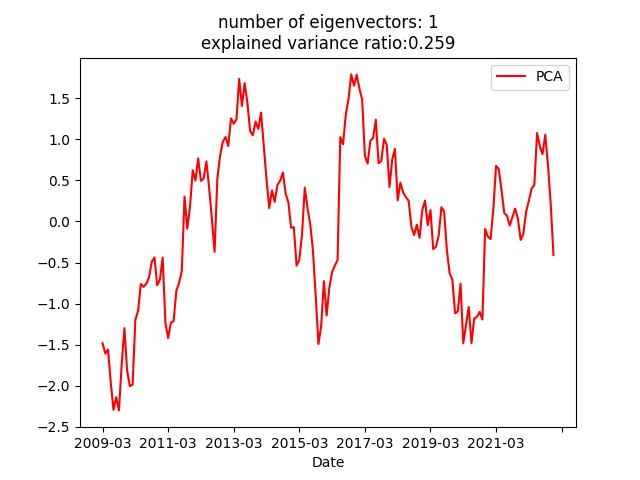 number of eigenvectors: 1
explained variance ratio:0.259
PCA
1.5
1.0
0.5
0.0
−0.5
−1.0
−1.5
−2.0
−2.5
2009-03 2011-03 2013-03 2015-03 2017-03 2019-03 2021-03
Date